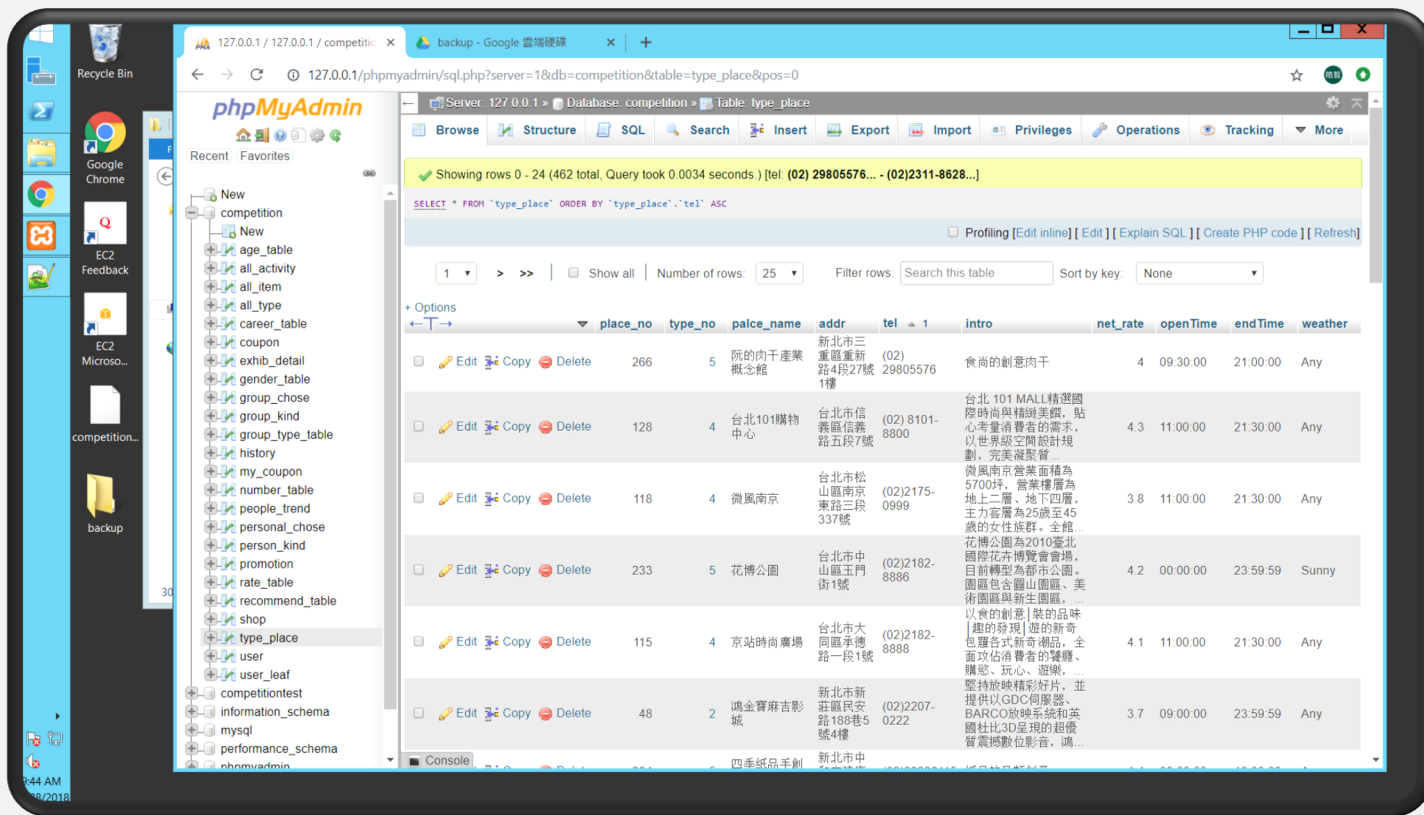 Recycle Bin
Google
Chrome
EC2
Feedback
EC2
Microso...
competition...
backup
9:44 AM
127.0.0.1 / 127.0.0.1 / competitic
backup - Google 雲端硬碟
127.0.0.1/phpmyadmin/sql.php?server=1&db=competition&table=type_place&pos=0
皓毅
phpMyAdmin
Recent Favorites
New
competition
New
age_table
all_activity
all_item
all_type
career_table
coupon
exhib_detail
gender_table
group_chose
group_kind
group_type_table
history
my_coupon
number_table
people_trend
personal_chose
person_kind
promotion
rate_table
recommend_table
shop
type_place
user
user_leaf
competitiontest
information_schema
mysql
performance_schema
phpmyadmin
Server: 127.0.0.1 » Database: competition » Table: type_place
Browse Structure SQL Search Insert Export Import Privileges Operations Tracking More
Showing rows 0 - 24 (462 total, Query took 0.0034 seconds.) [tel: (02) 29805576... - (02)2311-8628...]
SELECT * FROM `type_place` ORDER BY `type_place`.`tel` ASC
Profiling [Edit inline] [ Edit ] [ Explain SQL ] [ Create PHP code ] [ Refresh]
1 > >> Show all Number of rows: 25 Filter rows: Search this table Sort by key: None
+ Options
←T→ place_no type_no palce_name addr tel 1 intro net_rate openTime endTime weather
Edit Copy Delete 266 5
阮的肉干產業
概念館
新北市三
重區重新
路4段27號
1樓
(02)
29805576
食尚的創意肉干
4 09:30:00 21:00:00 Any
Edit Copy Delete 128 4
台北101購物
中心
台北市信
義區信義
路五段7號
(02) 8101-
8800
台北 101 MALL精選國
際時尚與精緻美饌，貼
心考量消費者的需求，
以世界級空間設計規
劃，完美凝聚質...
4.3 11:00:00 21:30:00 Any
Edit Copy Delete 118 4
微風南京
台北市松
山區南京
東路三段
337號
(02)2175-
0999
微風南京營業面積為
5700坪，營業樓層為
地上二層、地下四層，
主力客層為25歲至45
歲的女性族群。全館...
3.8 11:00:00 21:30:00 Any
Edit Copy Delete 233 5
花博公園
台北市中
山區玉門
街1號
(02)2182-
8886
花博公園為2010臺北
國際花卉博覽會會場，
目前轉型為都市公園。
園區包含圓山園區、美
術園區與新生園區，...
4.2 00:00:00 23:59:59 Sunny
Edit Copy Delete 115 4
京站時尚廣場
台北市大
同區承德
路一段1號
(02)2182-
8888
以食的創意|裝的品味
|趣的發現|遊的新奇
包羅各式新奇潮品，全
面攻佔消費者的饕癮、
購慾、玩心、遊樂，...
4.1 11:00:00 21:30:00 Any
Edit Copy Delete 48 2
鴻金寶麻吉影
城
新北市新
莊區民安
路188巷5
號4樓
(02)2207-
0222
堅持放映精彩好片，並
提供以GDC伺服器、
BARCO放映系統和英
國杜比3D呈現的超優
質震撼數位影音，鴻...
3.7 09:00:00 23:59:59 Any
四季紙品手創
新北市中
Console